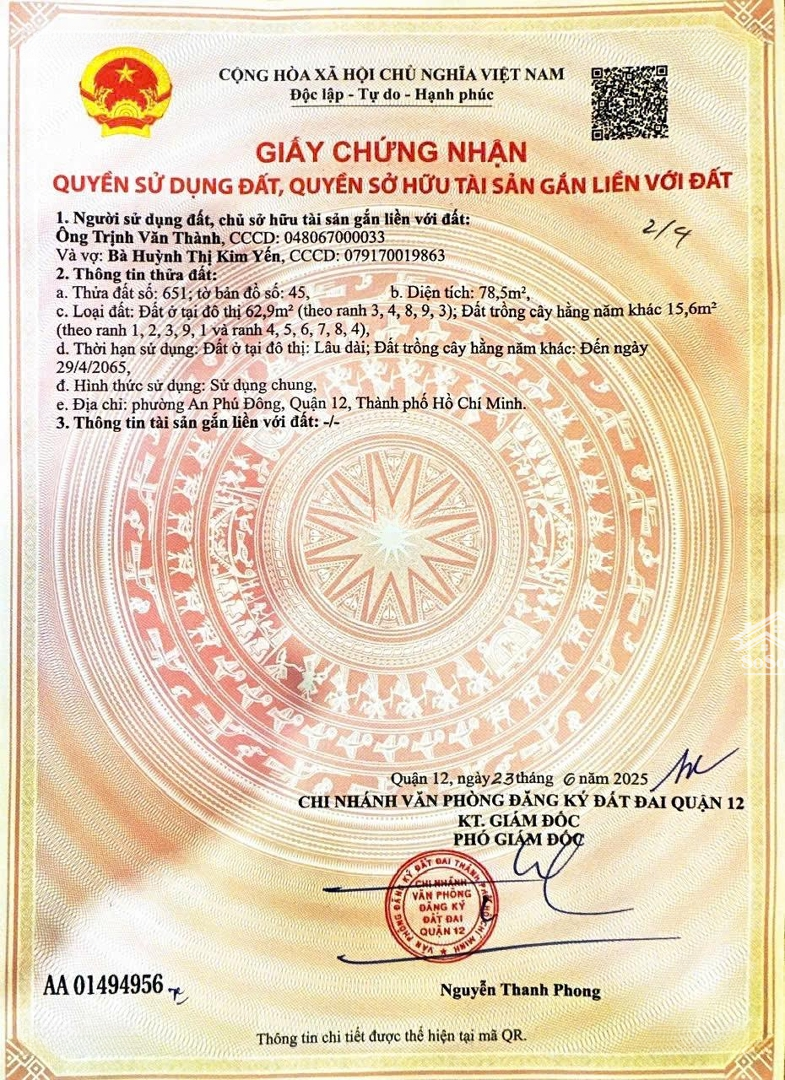 CỘNG HÒA XÃ HỘI CHỦ NGHĨA VIỆT NAM
Độc lập - Tự do - Hạnh phúc
GIẤY CHỨNG NHẬN
QUYỀN SỬ DỤNG ĐẤT, QUYỀN SỞ HỮU TÀI SẢN GẮN LIỀN VỚI ĐẤT
2/4
1. Người sử dụng đất, chủ sở hữu tài sản gắn liền với đất:
Ông Trịnh Văn Thành, CCCD: 048067000033
Và vợ: Bà Huỳnh Thị Kim Yến, CCCD: 079170019863
2. Thông tin thửa đất:
a. Thửa đất số: 651; tờ bản đồ số: 45, b. Diện tích: 78,5m²,
c. Loại đất: Đất ở tại đô thị 62,9m² (theo ranh 3, 4, 8, 9, 3); Đất trồng cây hằng năm khác 15,6m²
(theo ranh 1, 2, 3, 9, 1 và ranh 4, 5, 6, 7, 8, 4),
d. Thời hạn sử dụng: Đất ở tại đô thị: Lâu dài; Đất trồng cây hằng năm khác: Đến ngày
29/4/2065,
đ. Hình thức sử dụng: Sử dụng chung,
e. Địa chỉ: phường An Phú Đông, Quận 12, Thành phố Hồ Chí Minh.
3. Thông tin tài sản gắn liền với đất: -/-
Quận 12, ngày 23 tháng 6 năm 2025
CHI NHÁNH VĂN PHÒNG ĐĂNG KÝ ĐẤT ĐAI QUẬN 12
KT. GIÁM ĐỐC
PHÓ GIÁM ĐỐC
VĂN PHÒNG ĐĂNG KÝ ĐẤT ĐAI THÀNH PHỐ HỒ CHÍ MINH
CHI NHÁNH
VĂN PHÒNG
ĐĂNG KÝ
ĐẤT ĐAI
QUẬN 12
AA 01494956
Nguyễn Thanh Phong
Thông tin chi tiết được thể hiện tại mã QR.